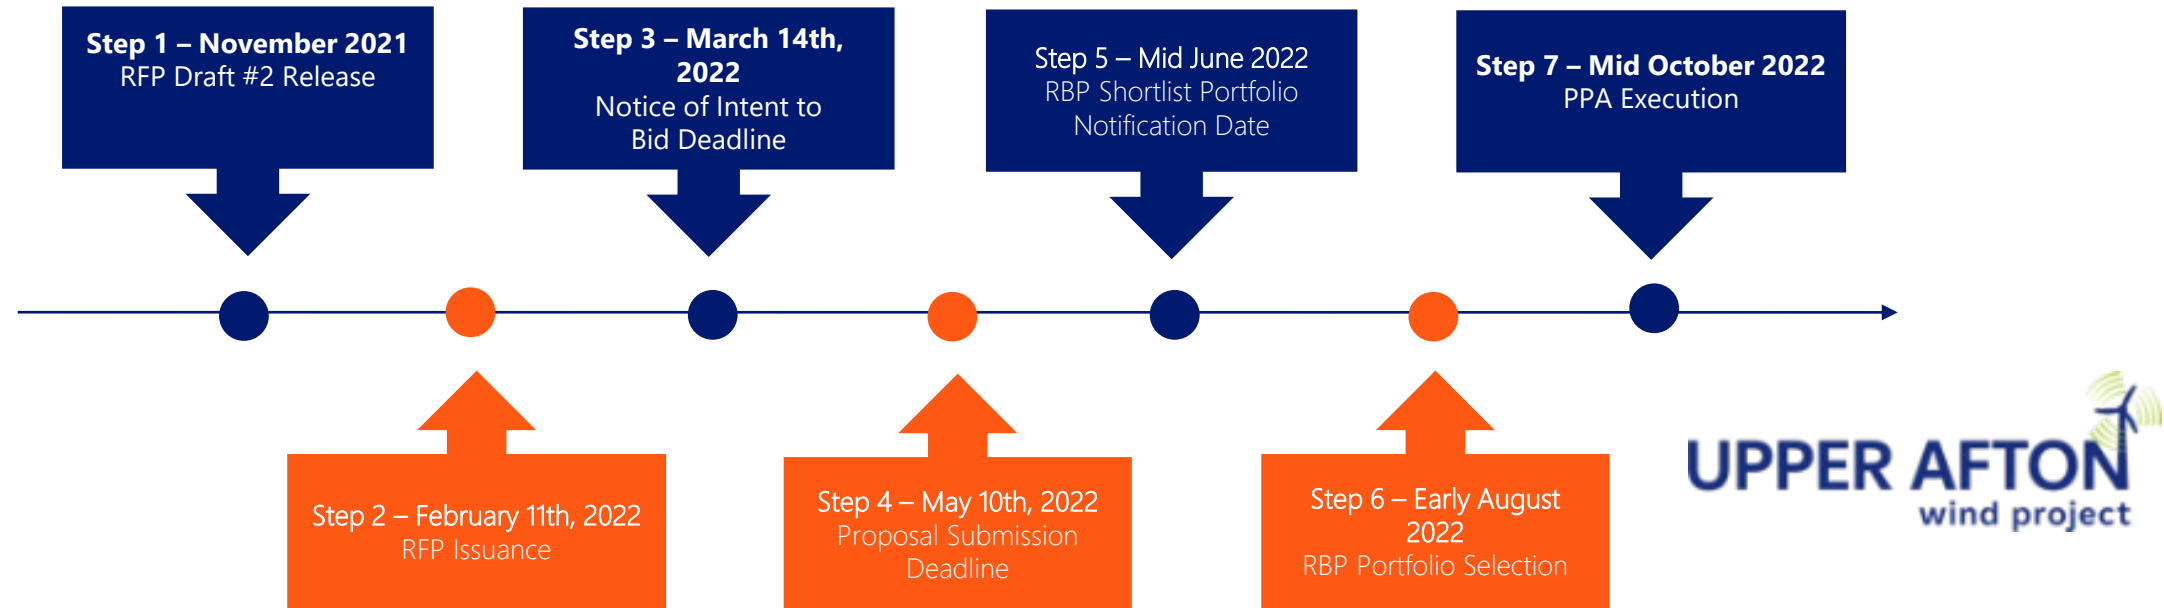 Step 1 – November 2021
RFP Draft #2 Release
Step 3 – March 14th,
2022
Notice of Intent to
Bid Deadline
Step 5 – Mid June 2022
RBP Shortlist Portfolio
Notification Date
Step 7 – Mid October 2022
PPA Execution
Step 2 – February 11th, 2022
RFP Issuance
Step 4 – May 10th, 2022
Proposal Submission
Deadline
Step 6 – Early August
2022
RBP Portfolio Selection
UPPER AFTON
wind project